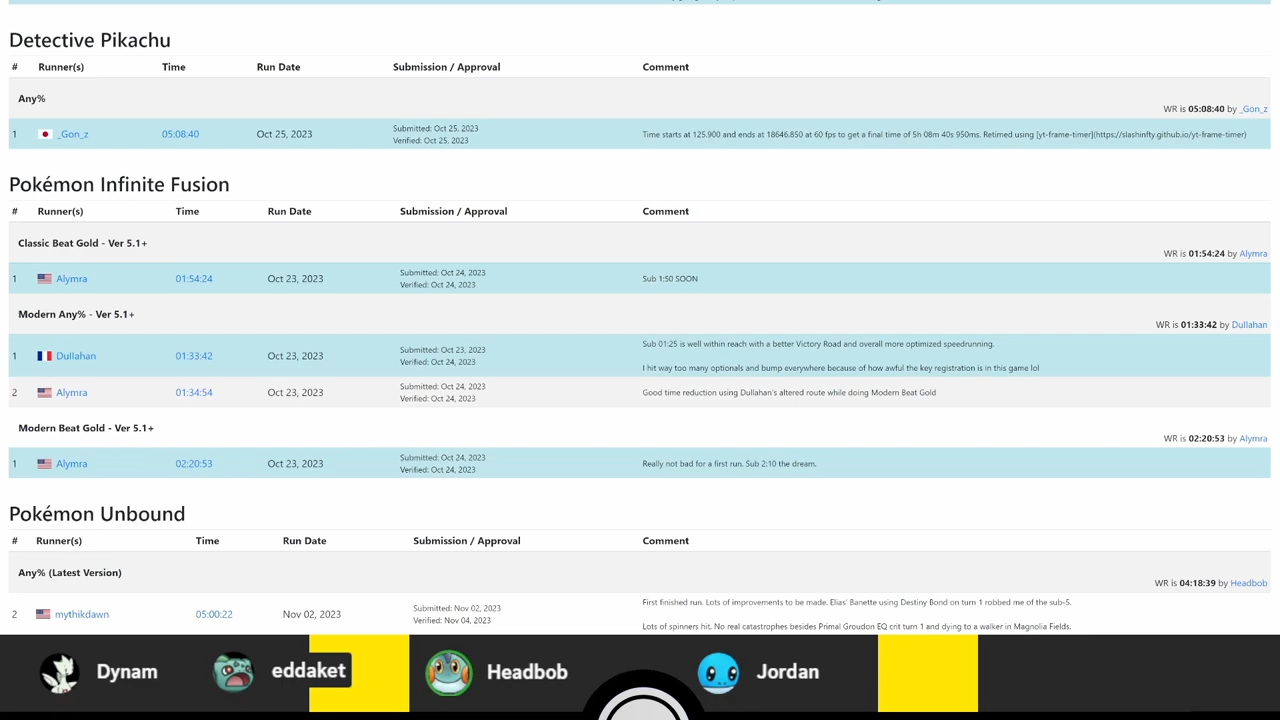 Detective Pikachu
# Runner(s) Time Run Date Submission / Approval Comment
Any%
WR is 05:08:40 by _Gon_z
1 _Gon_z 05:08:40 Oct 25, 2023 Submitted: Oct 25, 2023 Time starts at 125.900 and ends at 18646.850 at 60 fps to get a final time of 5h 08m 40s 950ms. Retimed using [yt-frame-timer](https://slashinfty.github.io/yt-frame-timer)
Verified: Oct 25, 2023
Pokémon Infinite Fusion
# Runner(s) Time Run Date Submission / Approval Comment
Classic Beat Gold - Ver 5.1+
WR is 01:54:24 by Alymra
1 Alymra 01:54:24 Oct 23, 2023 Submitted: Oct 24, 2023 Sub 1:50 SOON
Verified: Oct 24, 2023
Modern Any% - Ver 5.1+
WR is 01:33:42 by Dullahan
Sub 01:25 is well within reach with a better Victory Road and overall more optimized speedrunning.
1 Dullahan 01:33:42 Oct 23, 2023 Submitted: Oct 23, 2023
Verified: Oct 24, 2023
I hit way too many optionals and bump everywhere because of how awful the key registration is in this game lol
2 Alymra 01:34:54 Oct 23, 2023 Submitted: Oct 24, 2023 Good time reduction using Dullahan's altered route while doing Modern Beat Gold
Verified: Oct 24, 2023
Modern Beat Gold - Ver 5.1+
WR is 02:20:53 by Alymra
1 Alymra 02:20:53 Oct 23, 2023 Submitted: Oct 24, 2023 Really not bad for a first run. Sub 2:10 the dream.
Verified: Oct 24, 2023
Pokémon Unbound
# Runner(s) Time Run Date Submission / Approval Comment
Any% (Latest Version)
WR is 04:18:39 by Headbob
First finished run. Lots of improvements to be made. Elias' Banette using Destiny Bond on turn 1 robbed me of the sub-5.
2 mythikdawn 05:00:22 Nov 02, 2023 Submitted: Nov 02, 2023
Verified: Nov 04, 2023
Lots of spinners hit. No real catastrophes besides Primal Groudon EQ crit turn 1 and dying to a walker in Magnolia Fields.
Dynam eddaket Headbob Jordan